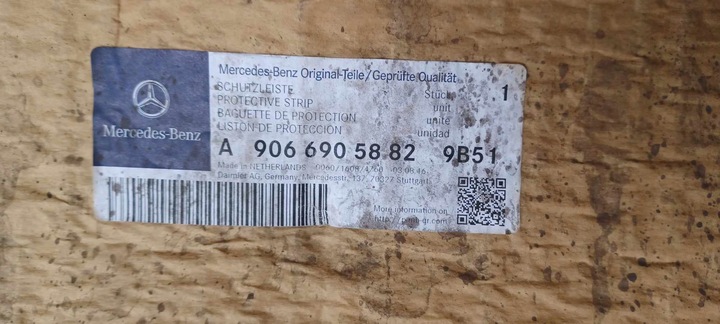 Mercedes-Benz Original-Teile/Geprüfte Qualität
SCHUTZLEISTE Stück 1
PROTECTIVE STRIP unit
BAGUETTE DE PROTECTION unité
LISTÓN DE PROTECCIÓN unidad
A 906 690 58 82 9B51
Made in NETHERLANDS
Daimler AG, Germany, Mercedesstr. 137, 70327 Stuttgart
More information on
Mercedes-Benz